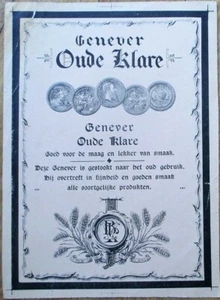 Genever
Oude Klare
Genever
Oude Klare
Goed voor de maag en lekker van smaak.
Deze Genever is gestookt naar het oud gebruik.
Hij overtreft in fijnheid en goeden smaak
alle soortgelijke produkten.